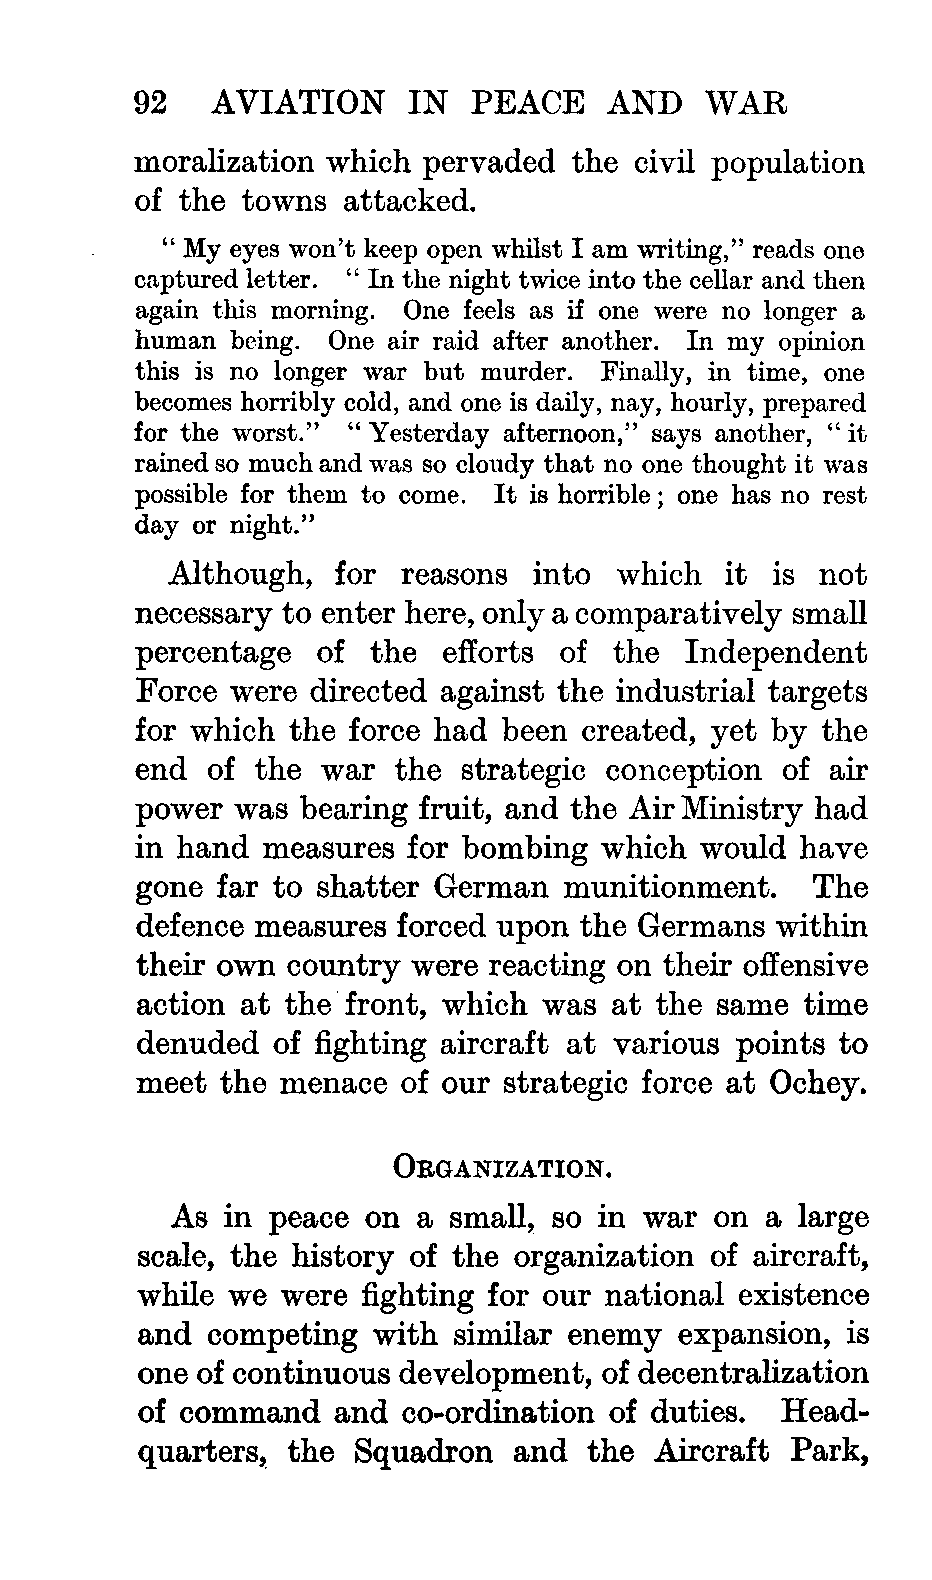 92 AVIATION IN PEACE AND WAR
moralization which pervaded the civil population
of the towns attacked.
“ My eyes won’t keep open whilst I am writing,” reads one
captured letter. “ In the night twice into the cellar and then
again this morning. One feels as if one were no longer a
human being. One air raid after another. In my opinion
this is no longer war but murder. Finally, in time, one
becomes horribly cold, and one is daily, nay, hourly, prepared
for the worst.” “ Yesterday afternoon,” says another, “ it
rained so much and was so cloudy that no one thought it was
possible for them to come. It is horrible ; one has no rest
day or night.”
Although, for reasons into which it is not
necessary to enter here, only a comparatively small
percentage of the efforts of the Independent
Force were directed against the industrial targets
for which the force had been created, yet by the
end of the war the strategic conception of air
power was bearing fruit, and the Air Ministry had
in hand measures for bombing which would have
gone far to shatter German munitionment. The
defence measures forced upon the Germans within
their own country were reacting on their offensive
action at the front, which was at the same time
denuded of fighting aircraft at various points to
meet the menace of our strategic force at Ochey.
ORGANIZATION.
As in peace on a small, so in war on a large
scale, the history of the organization of aircraft,
while we were fighting for our national existence
and competing with similar enemy expansion, is
one of continuous development, of decentralization
of command and co-ordination of duties. Head-
quarters, the Squadron and the Aircraft Park,